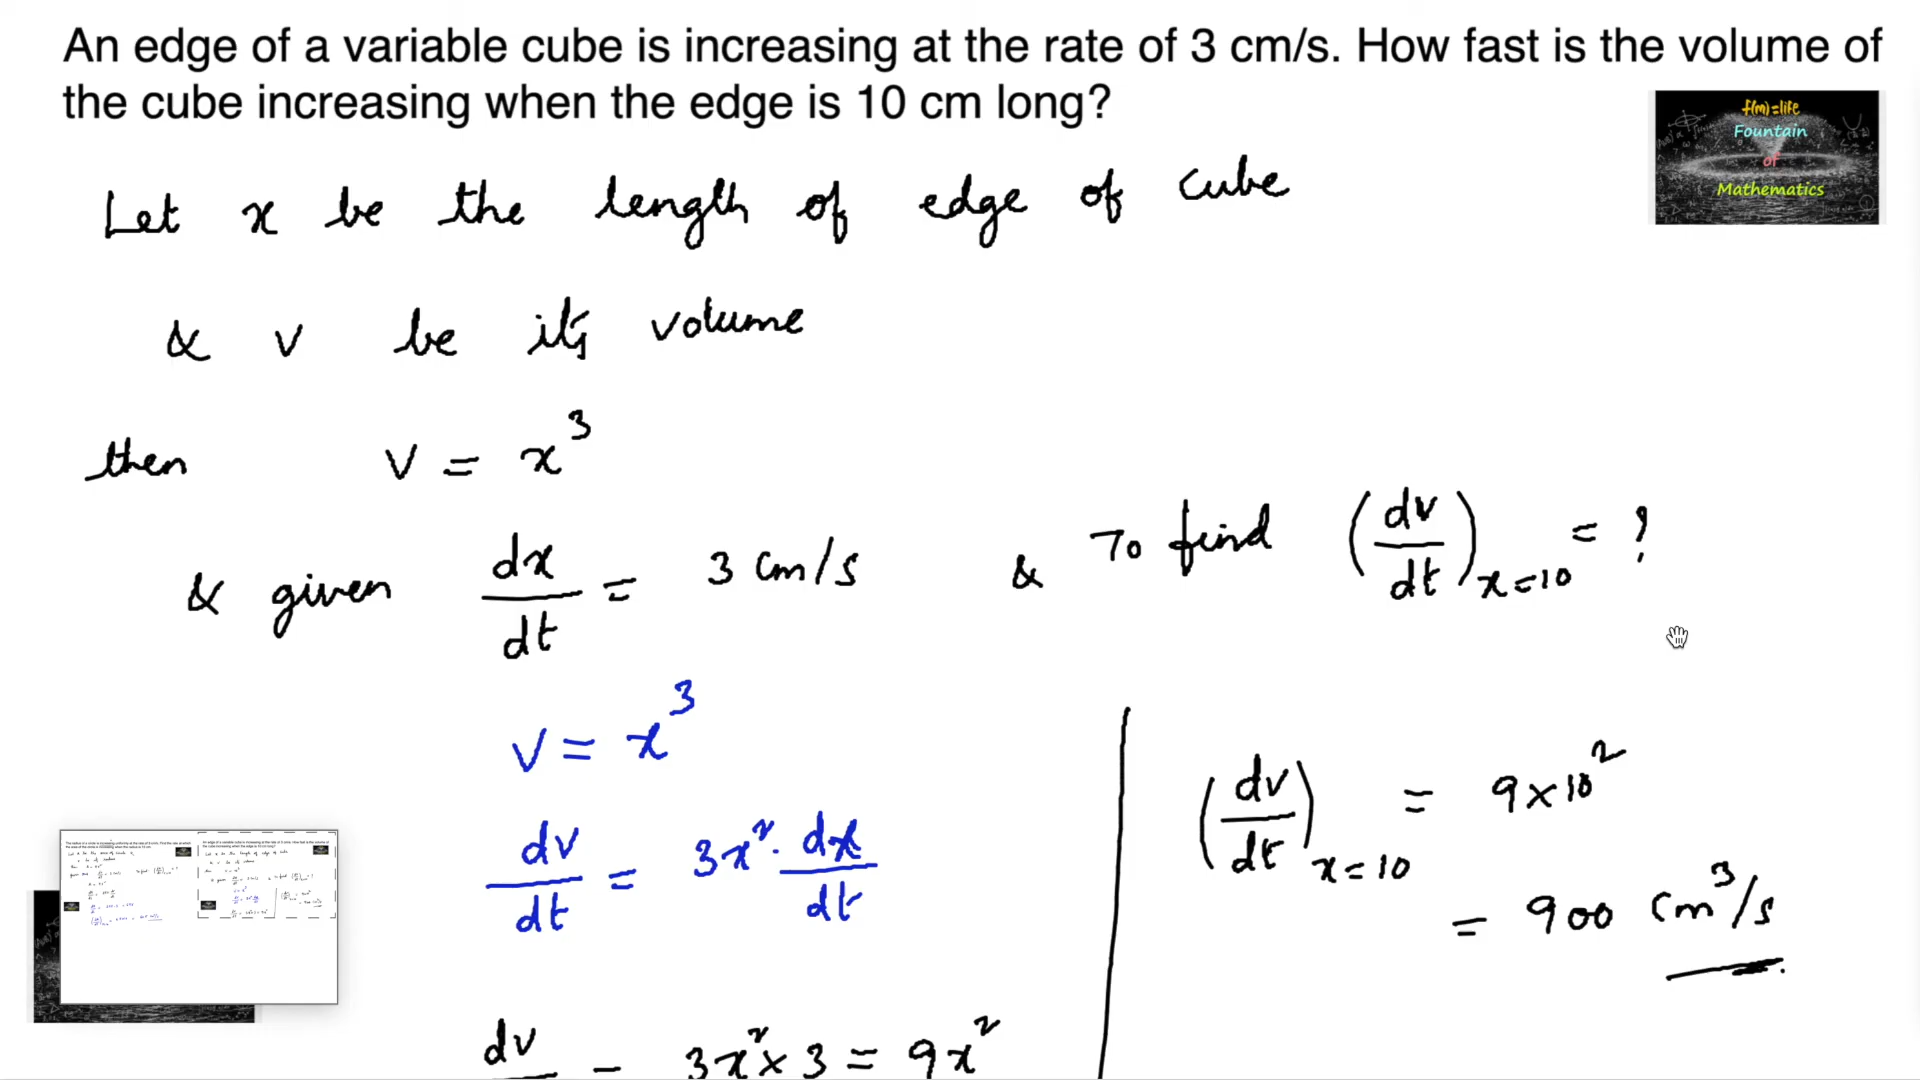 An edge of a variable cube is increasing at the rate of 3 cm/s. How fast is the volume of
the cube increasing when the edge is 10 cm long?
f(m)=life
Fountain
of
Mathematics
Let x be the length of edge of cube
& v be its volume
then v = x³
& given dx/dt = 3 cm/s & To find (dv/dt)x=10 = ?
v = x³
dv/dt = 3x² · dx/dt
dv = 3x² × 3 = 9x²
(dv/dt)x=10 = 9×10²
= 900 cm³/s